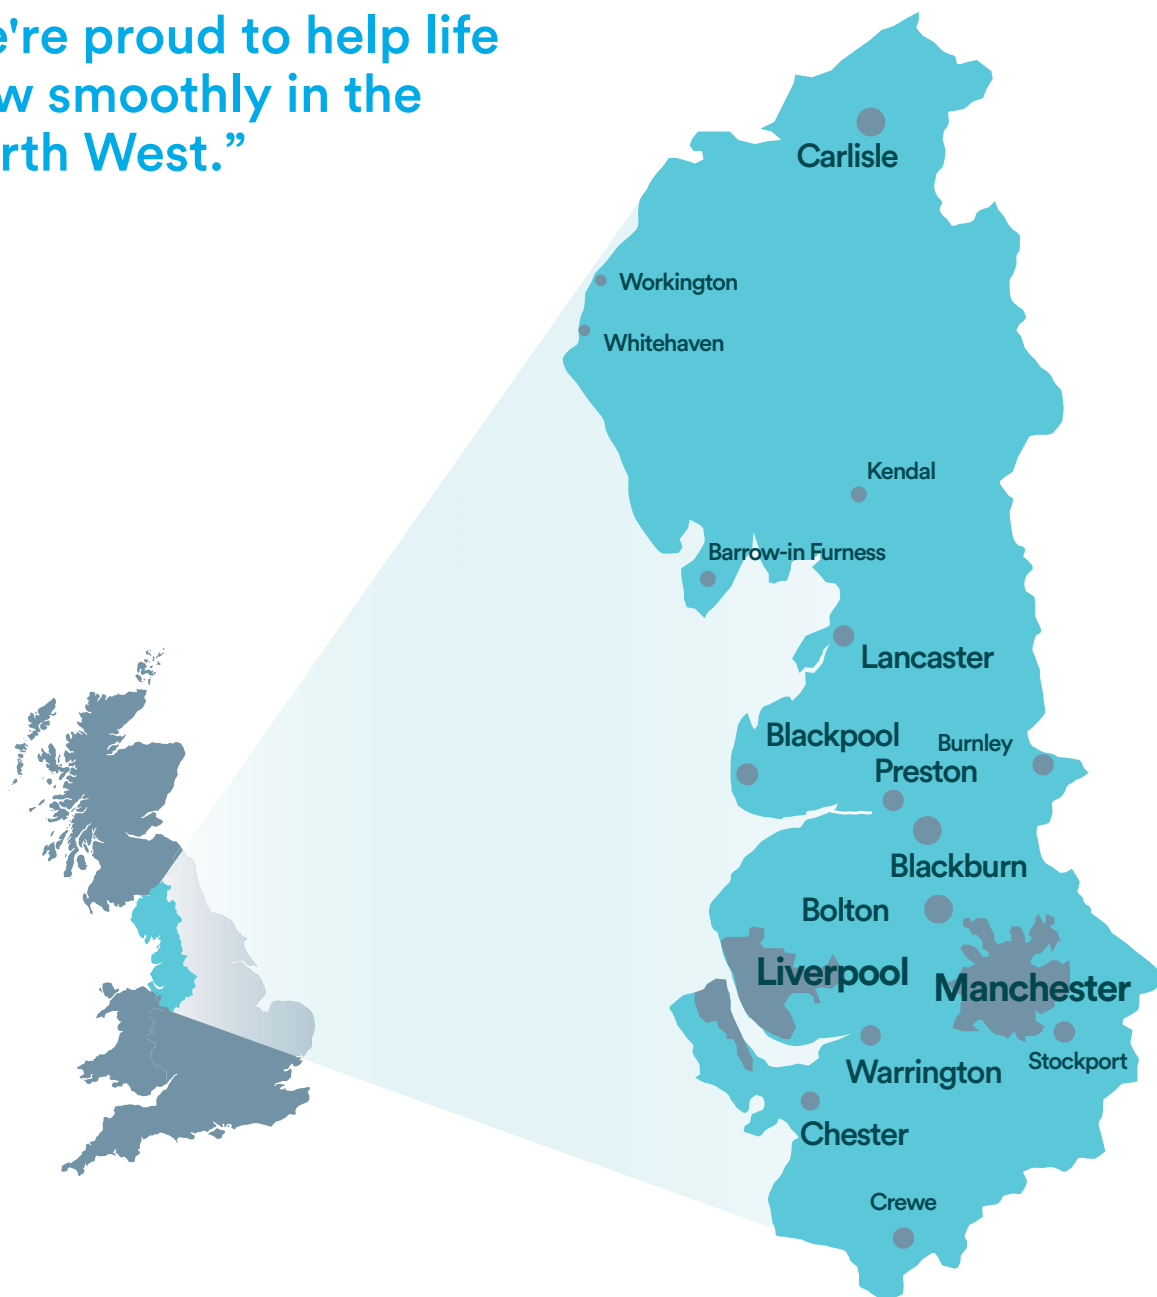 e're proud to help life
w smoothly in the
rth West.”
Carlisle
Workington
Whitehaven
Kendal
Barrow-in Furness
Lancaster
Blackpool
Burnley
Preston
Blackburn
Bolton
Liverpool
Manchester
Stockport
Warrington
Chester
Crewe